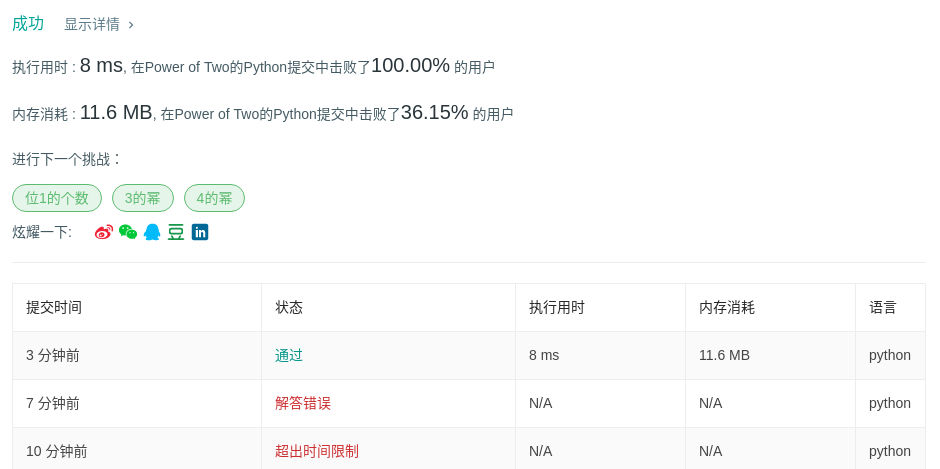 成功 显示详情 ›
执行用时 : 8 ms, 在Power of Two的Python提交中击败了100.00% 的用户
内存消耗 : 11.6 MB, 在Power of Two的Python提交中击败了36.15% 的用户
进行下一个挑战：
位1的个数 3的幂 4的幂
炫耀一下: 豆 in
提交时间 状态 执行用时 内存消耗 语言
3 分钟前 通过 8 ms 11.6 MB python
7 分钟前 解答错误 N/A N/A python
10 分钟前 超出时间限制 N/A N/A python